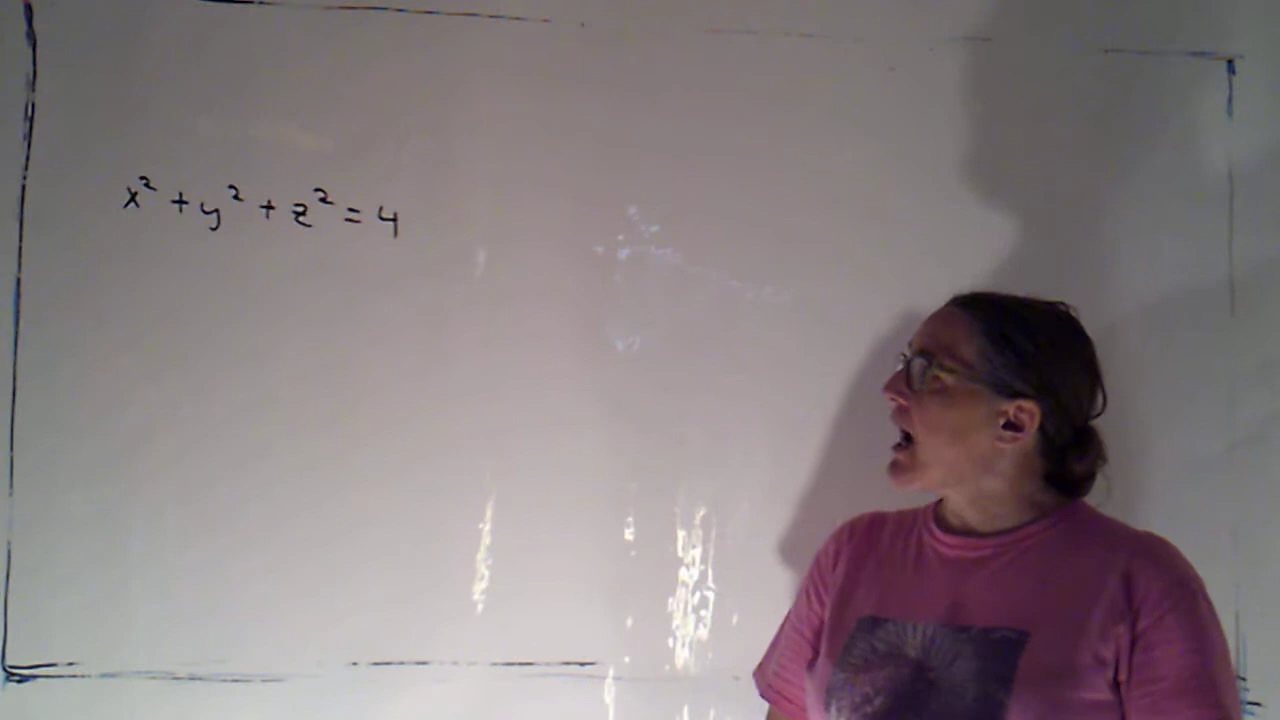 x² + y² + z² = 4